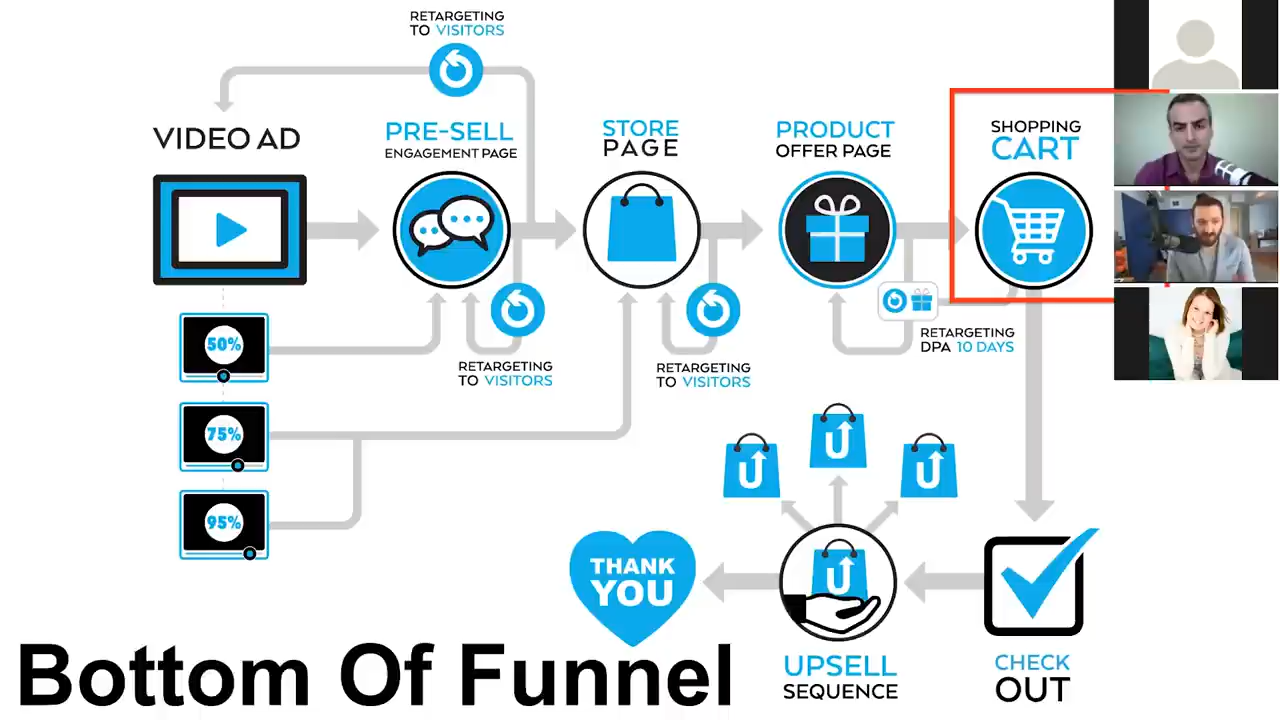 RETARGETING
TO VISITORS
VIDEO AD
PRE-SELL
ENGAGEMENT PAGE
STORE
PAGE
PRODUCT
OFFER PAGE
SHOPPING
CART
50%
RETARGETING
TO VISITORS
RETARGETING
TO VISITORS
RETARGETING
DPA 10 DAYS
75%
95%
U
U
U
THANK
YOU
U
UPSELL
SEQUENCE
CHECK
OUT
Bottom Of Funnel